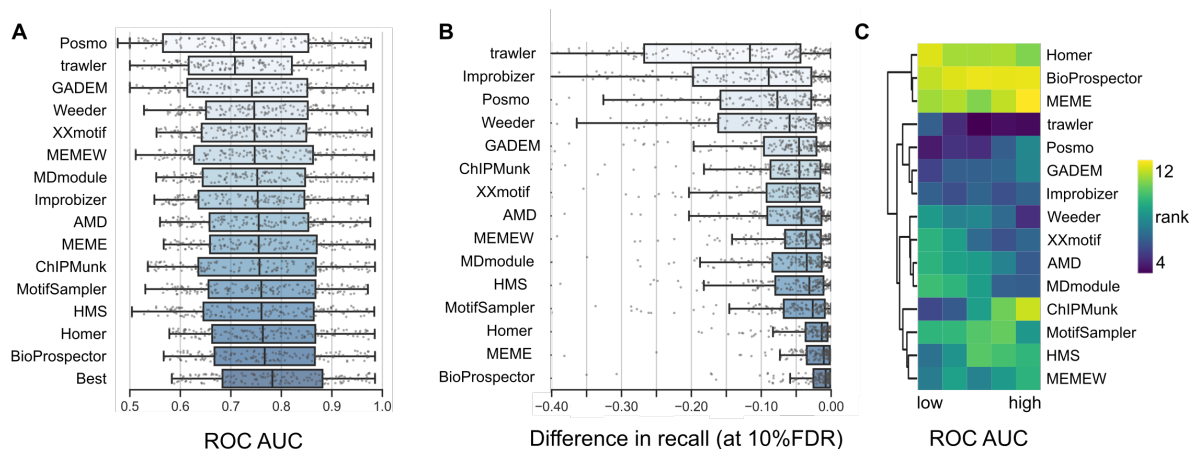 A
Posmo
trawler
GADEM
Weeder
XXmotif
MEMEW
MDmodule
Improbizer
AMD
MEME
ChIPMunk
MotifSampler
HMS
Homer
BioProspector
Best
0.5 0.6 0.7 0.8 0.9 1.0
ROC AUC
B
trawler
Improbizer
Posmo
Weeder
GADEM
ChIPMunk
XXmotif
AMD
MEMEW
MDmodule
HMS
MotifSampler
Homer
MEME
BioProspector
−0.40 −0.30 −0.20 −0.10 0.00
Difference in recall (at 10%FDR)
C
Homer
BioProspector
MEME
trawler
Posmo
GADEM
Improbizer
Weeder
XXmotif
AMD
MDmodule
ChIPMunk
MotifSampler
HMS
MEMEW
low high
ROC AUC
12
rank
4